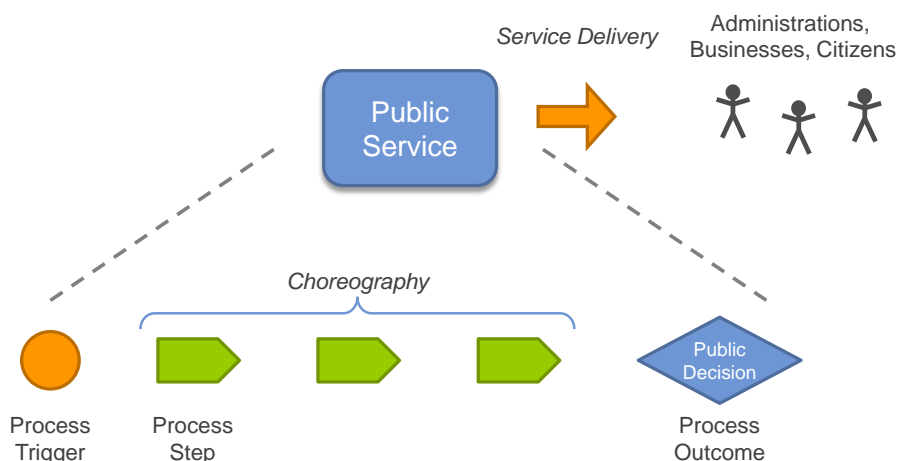 Service Delivery
Administrations,
Businesses, Citizens
Public
Service
Choreography
Public
Decision
Process
Trigger
Process
Step
Process
Outcome